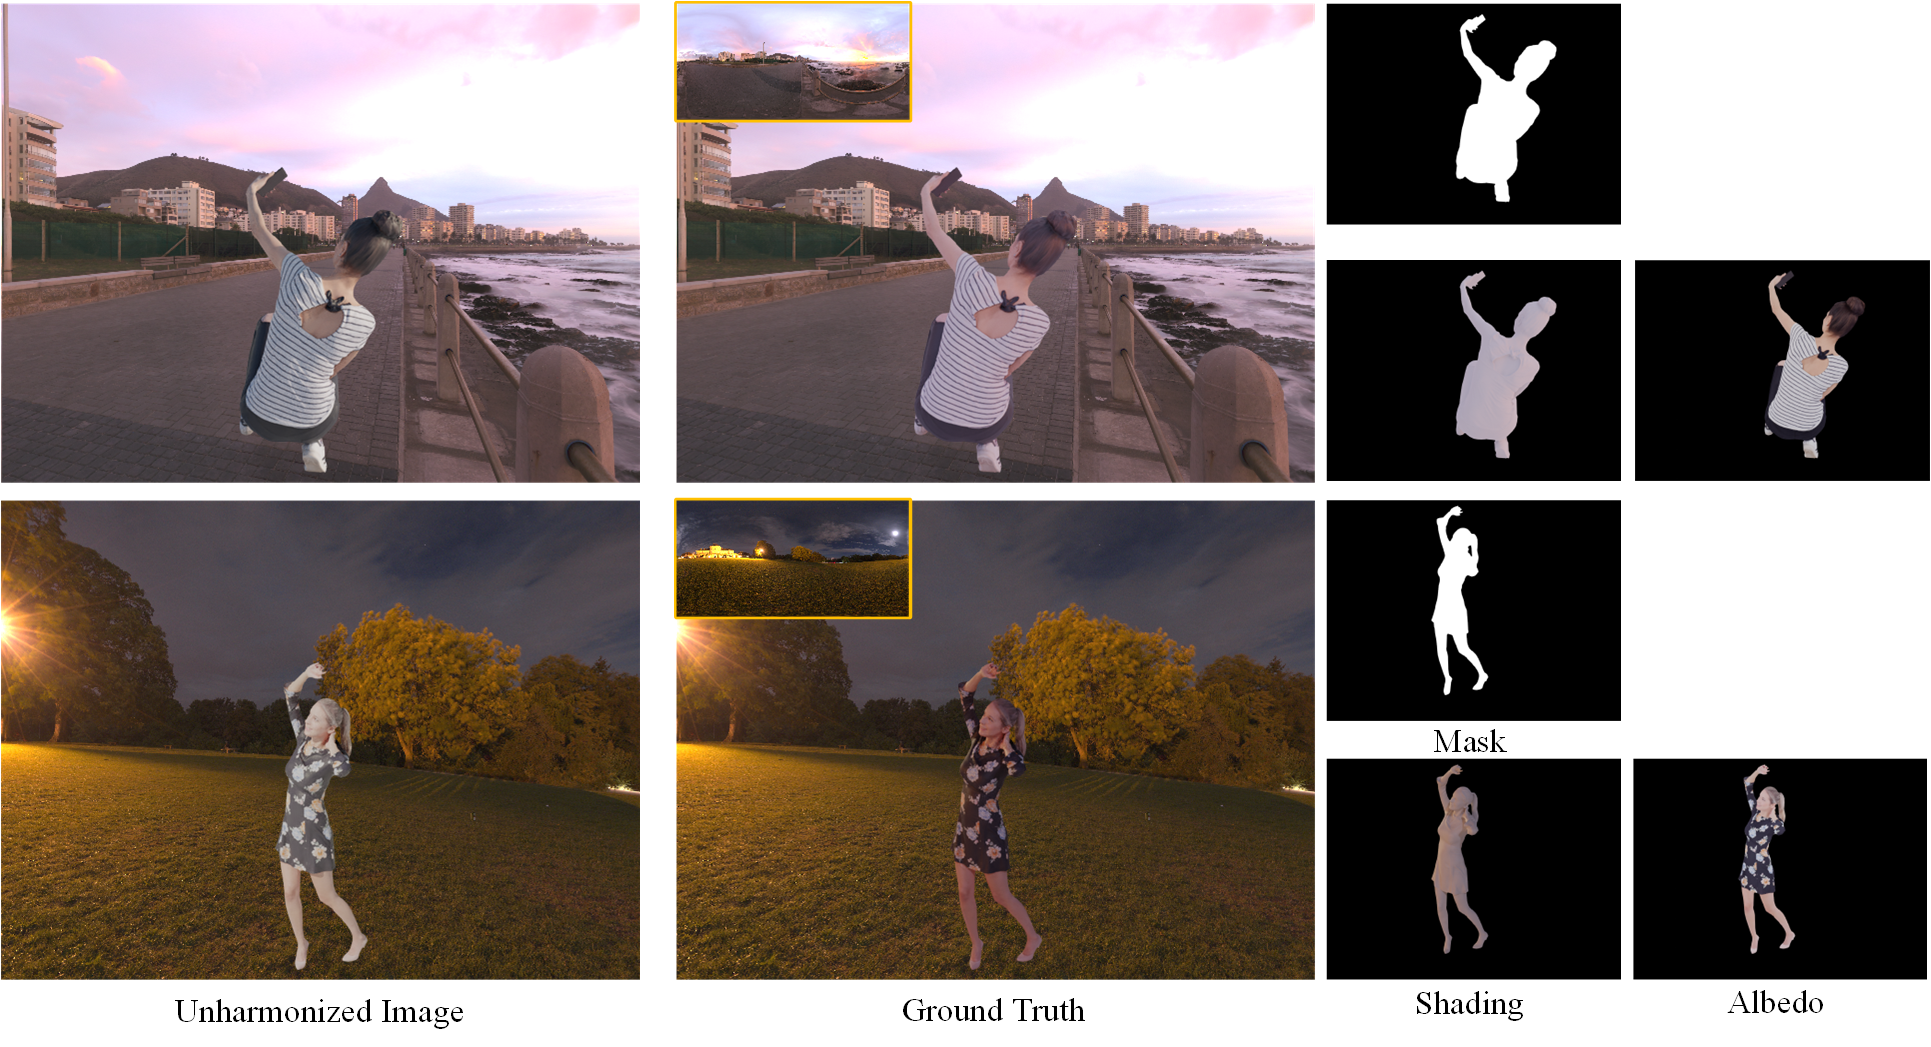 Mask
Unharmonized Image
Ground Truth
Shading
Albedo